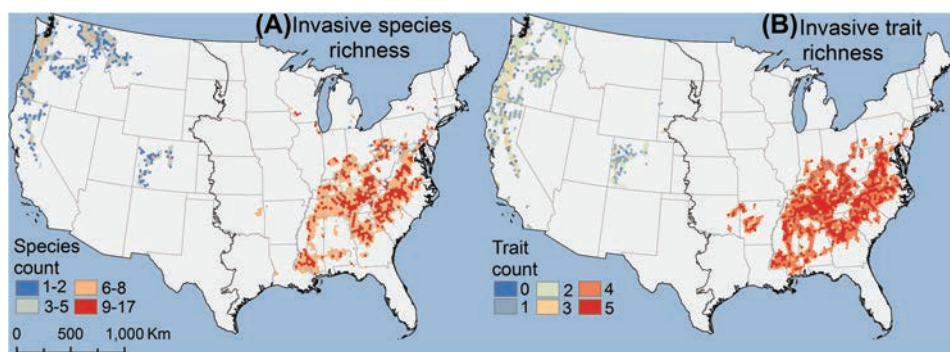 (A) Invasive species
richness
Species
count
1-2 6-8
3-5 9-17
0 500 1,000 Km
(B) Invasive trait
richness
Trait
count
0 2 4
1 3 5